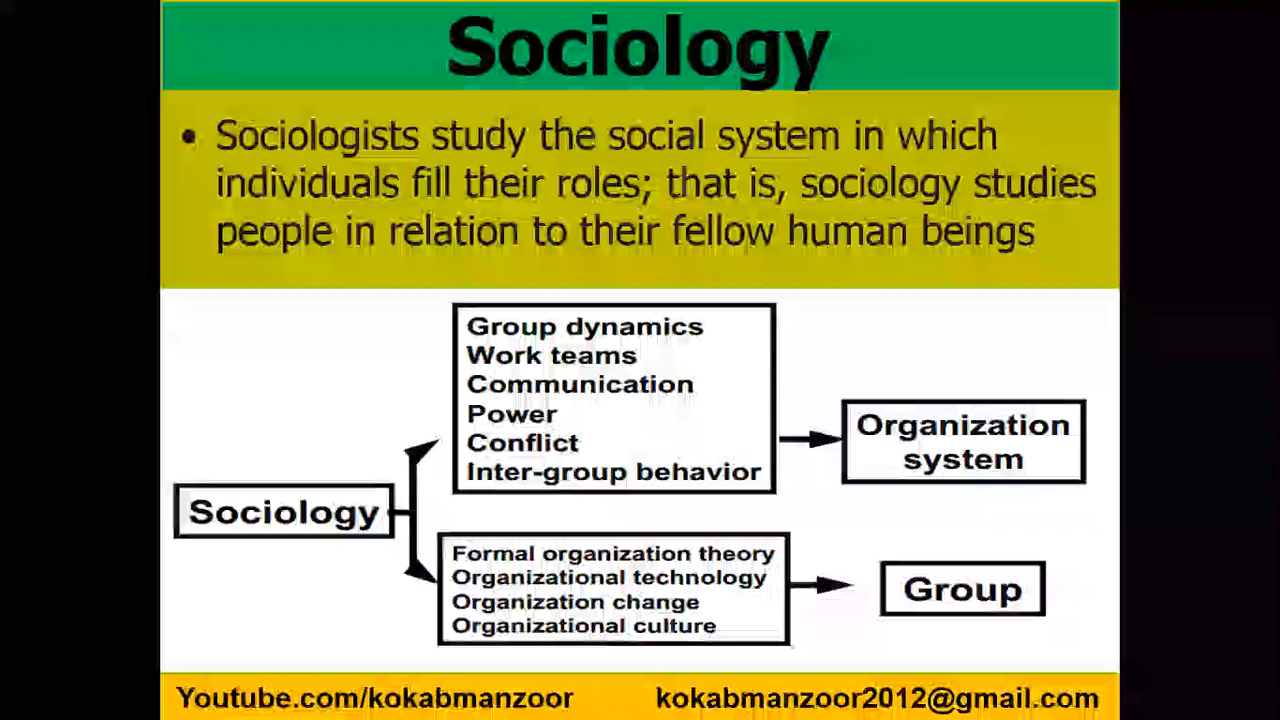 Sociology
• Sociologists study the social system in which
individuals fill their roles; that is, sociology studies
people in relation to their fellow human beings
Group dynamics
Work teams
Communication
Power
Conflict
Inter-group behavior
Organization
system
Sociology
Formal organization theory
Organizational technology
Organization change
Organizational culture
Group
Youtube.com/kokabmanzoor kokabmanzoor2012@gmail.com